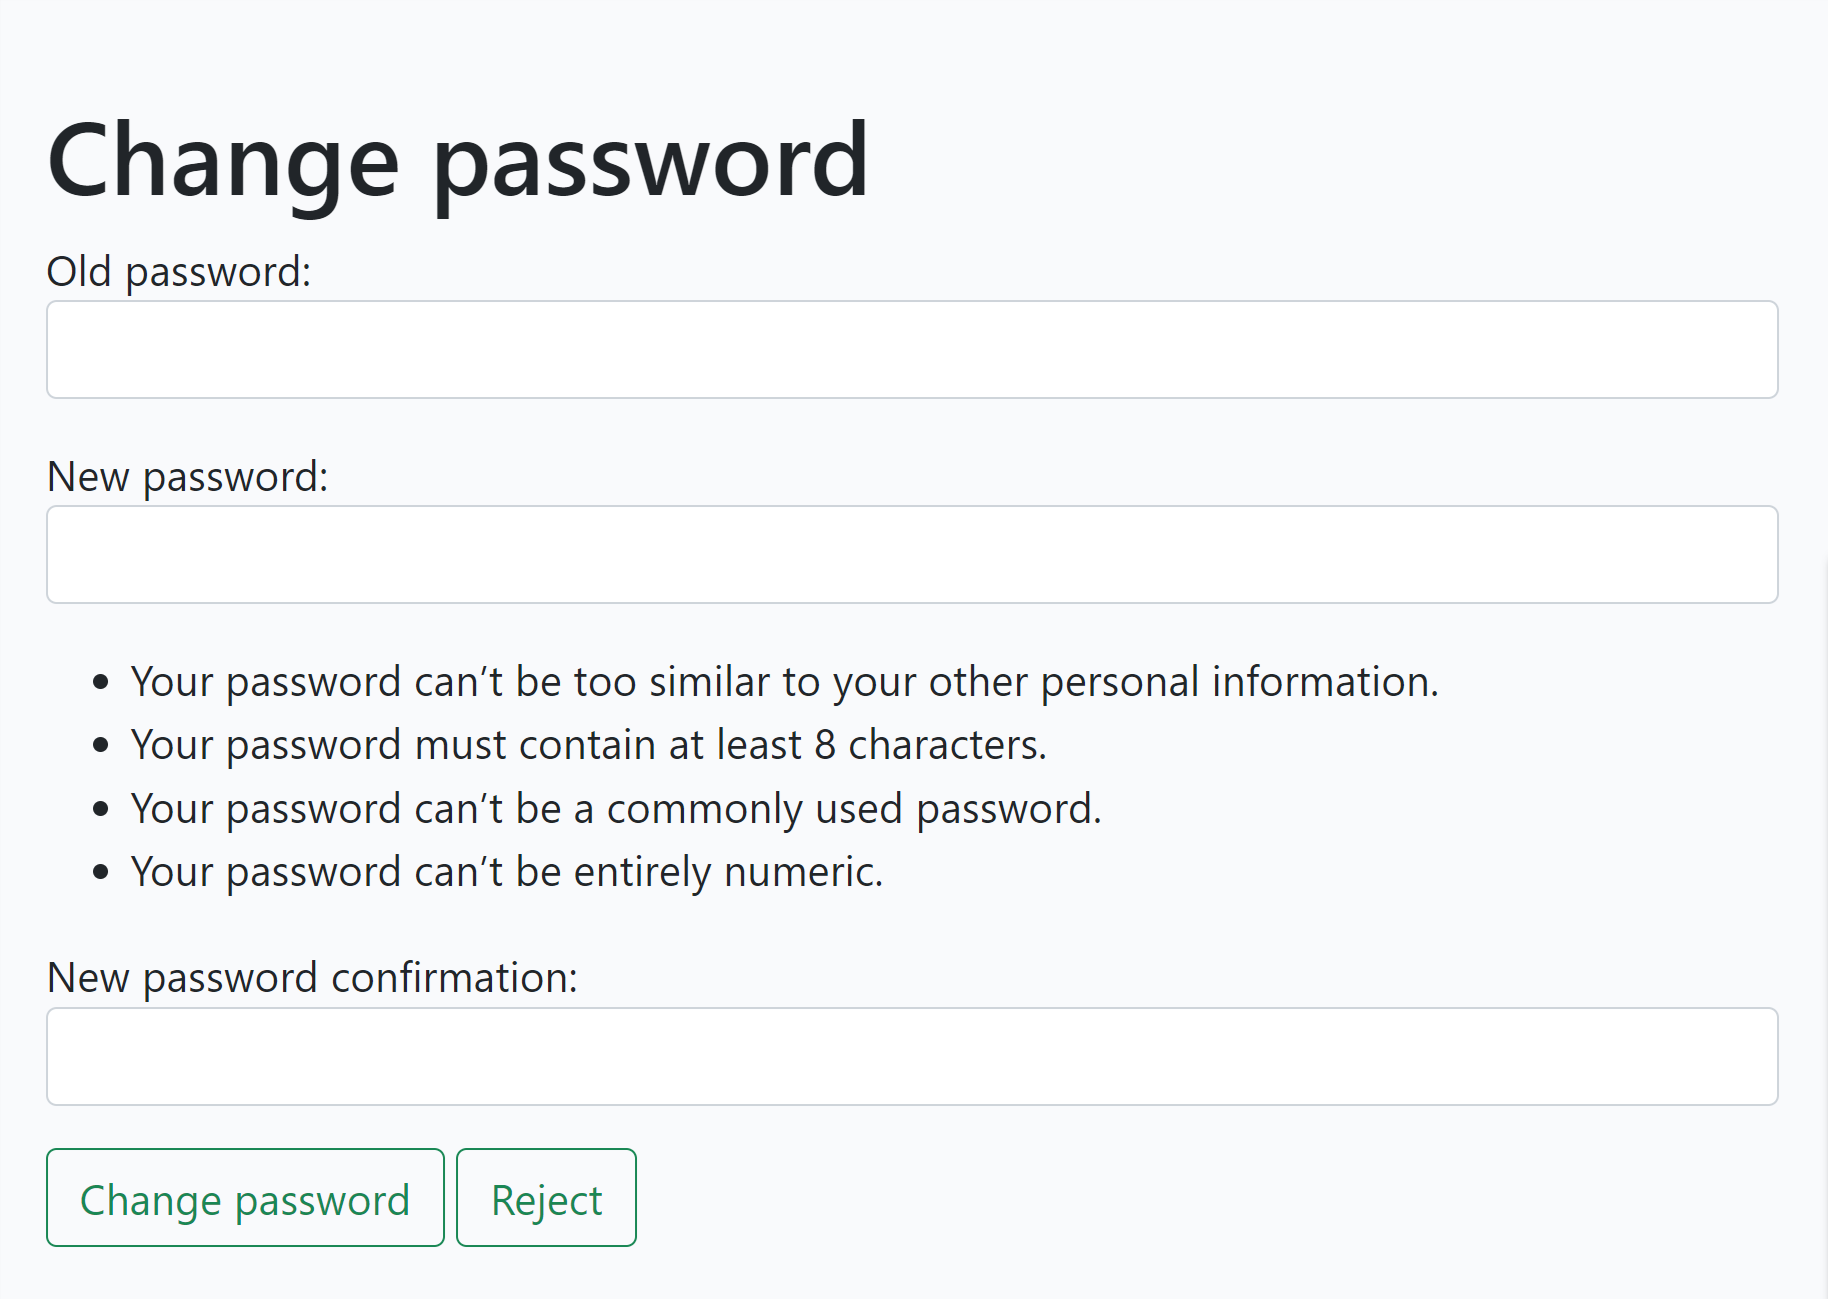 Change password
Old password:
New password:
• Your password can’t be too similar to your other personal information.
• Your password must contain at least 8 characters.
• Your password can’t be a commonly used password.
• Your password can’t be entirely numeric.
New password confirmation:
Change password Reject